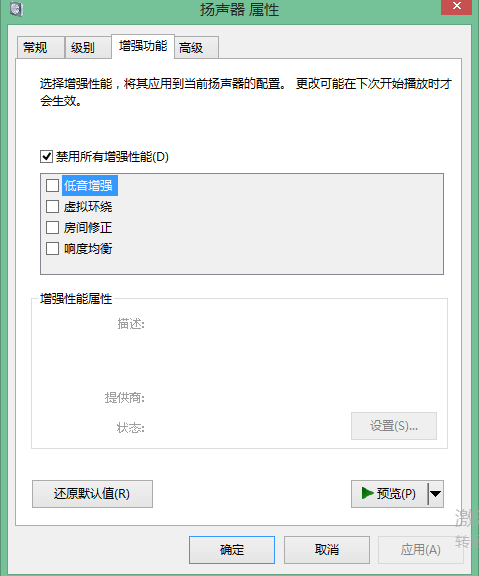 扬声器 属性
常规 级别 增强功能 高级
选择增强性能，将其应用到当前扬声器的配置。 更改可能在下次开始播放时才
会生效。
禁用所有增强性能(D)
低音增强
虚拟环绕
房间修正
响度均衡
增强性能属性
描述:
提供商:
状态:
设置(S)...
还原默认值(R) 预览(P)
激
转
确定 取消 应用(A)